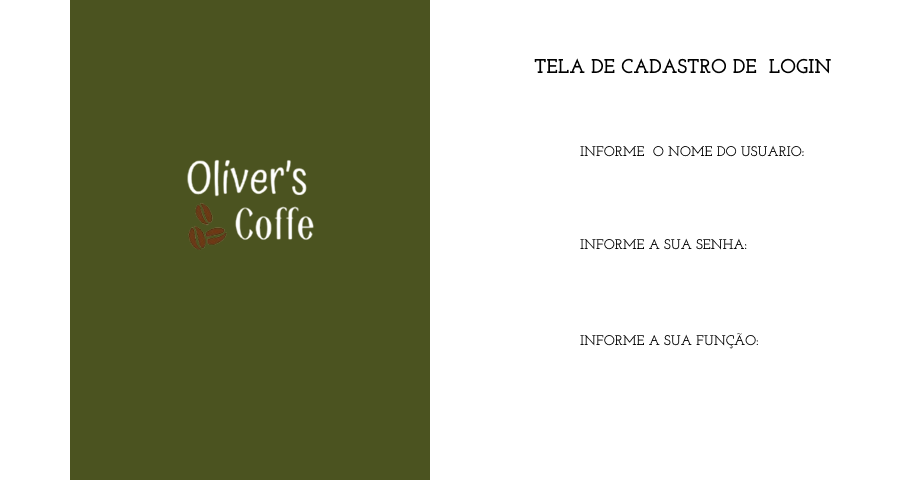 Oliver's
Coffe
TELA DE CADASTRO DE  LOGIN
INFORME  O NOME DO USUARIO:
INFORME A SUA SENHA:
INFORME A SUA FUNÇÃO: